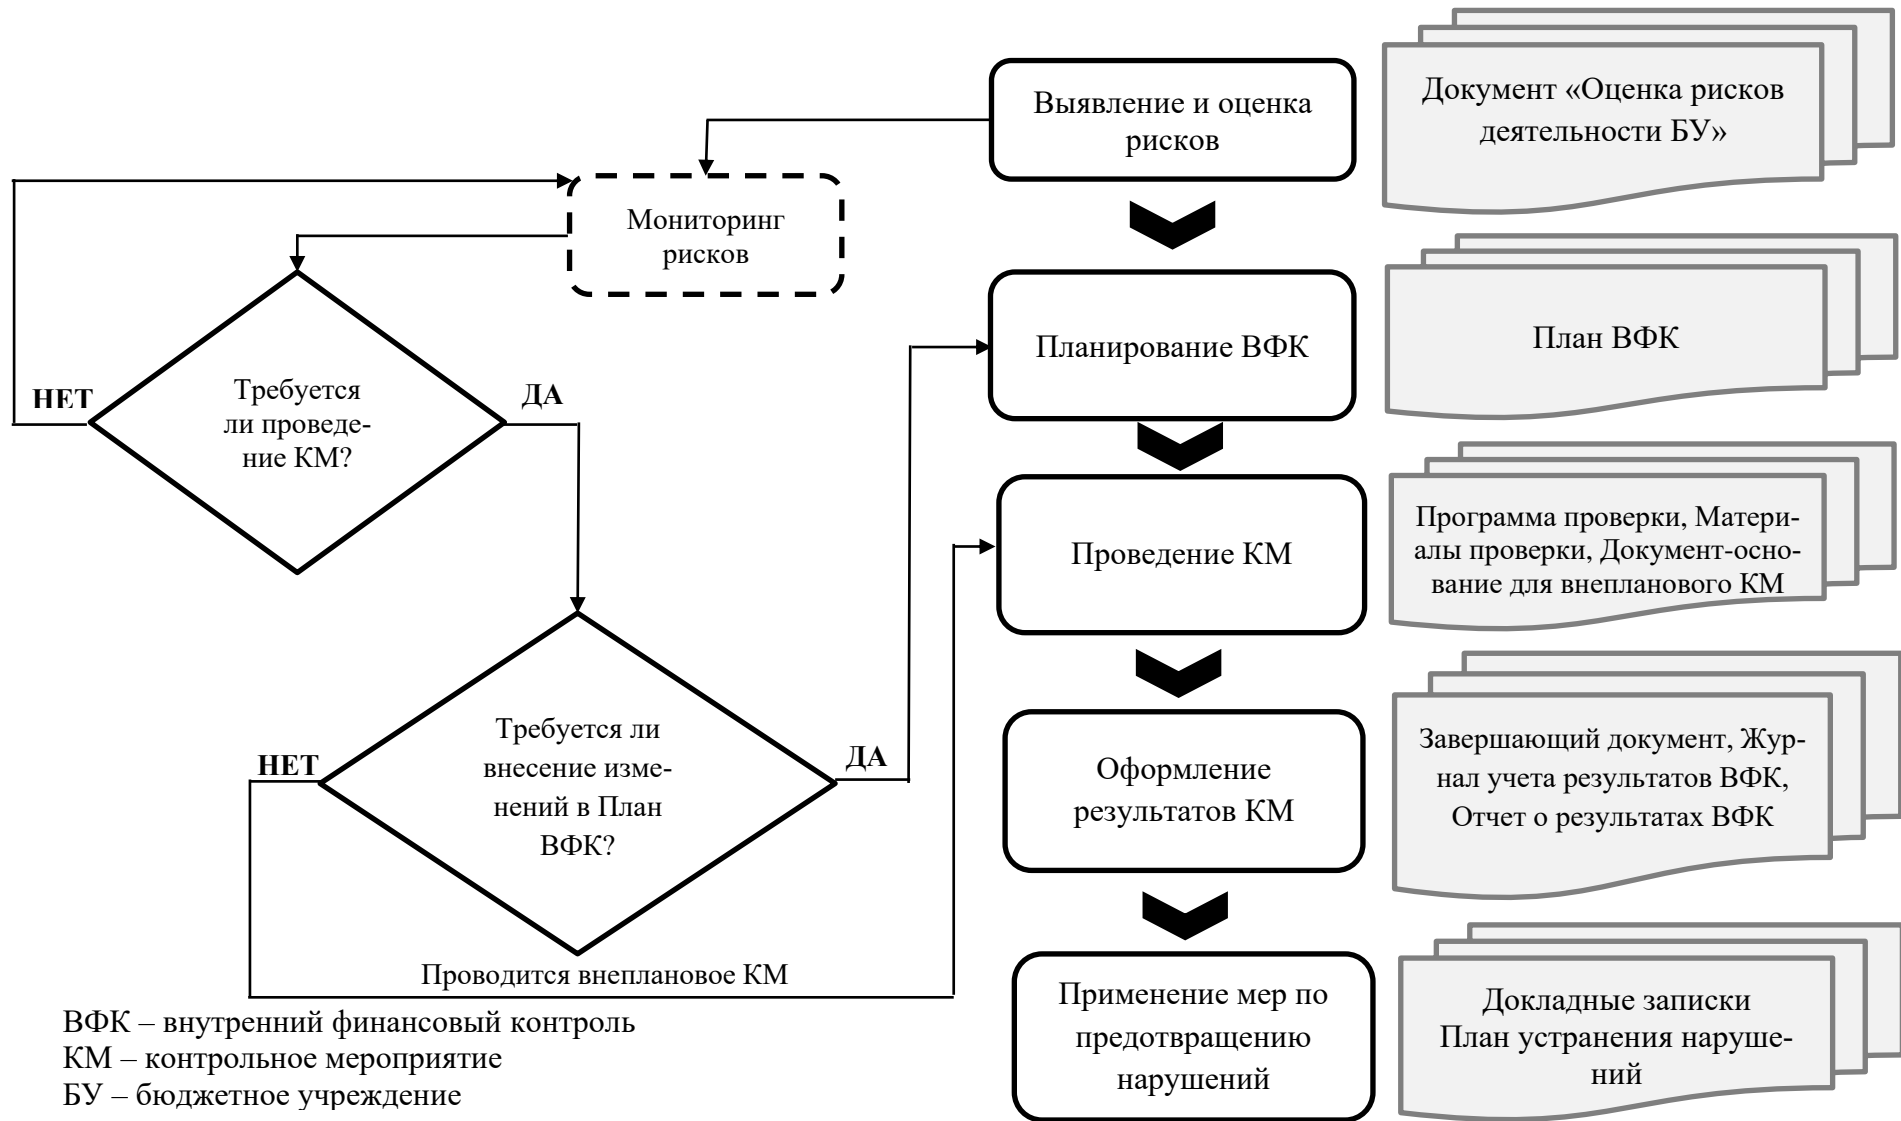 Выявление и оценка
рисков
Документ «Оценка рисков
деятельности БУ»
Мониторинг
рисков
Планирование ВФК
План ВФК
НЕТ
Требуется
ли проведе-
ние КМ?
ДА
Проведение КМ
Программа проверки, Матери-
алы проверки, Документ-осно-
вание для внепланового КМ
НЕТ
Требуется ли
внесение изме-
нений в План
ВФК?
ДА
Оформление
результатов КМ
Завершающий документ, Жур-
нал учета результатов ВФК,
Отчет о результатах ВФК
Проводится внеплановое КМ
Применение мер по
предотвращению
нарушений
Докладные записки
План устранения наруше-
ний
ВФК – внутренний финансовый контроль
КМ – контрольное мероприятие
БУ – бюджетное учреждение